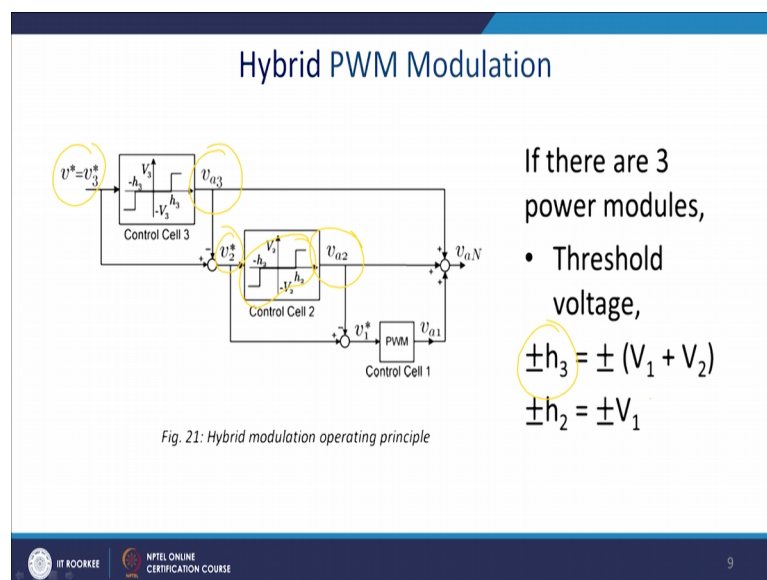 Hybrid PWM Modulation
v*=v₃*
V₃
-h₃
h₃
-V₃
vₐ₃
Control Cell 3
v₂*
V₂
-h₂
h₂
-V₂
vₐ₂
Control Cell 2
v₁*
PWM
vₐ₁
Control Cell 1
vₐN
Fig. 21: Hybrid modulation operating principle
If there are 3
power modules,
• Threshold
voltage,
±h₃ = ± (V₁ + V₂)
±h₂ = ±V₁
IIT ROORKEE
NPTEL ONLINE
CERTIFICATION COURSE
9